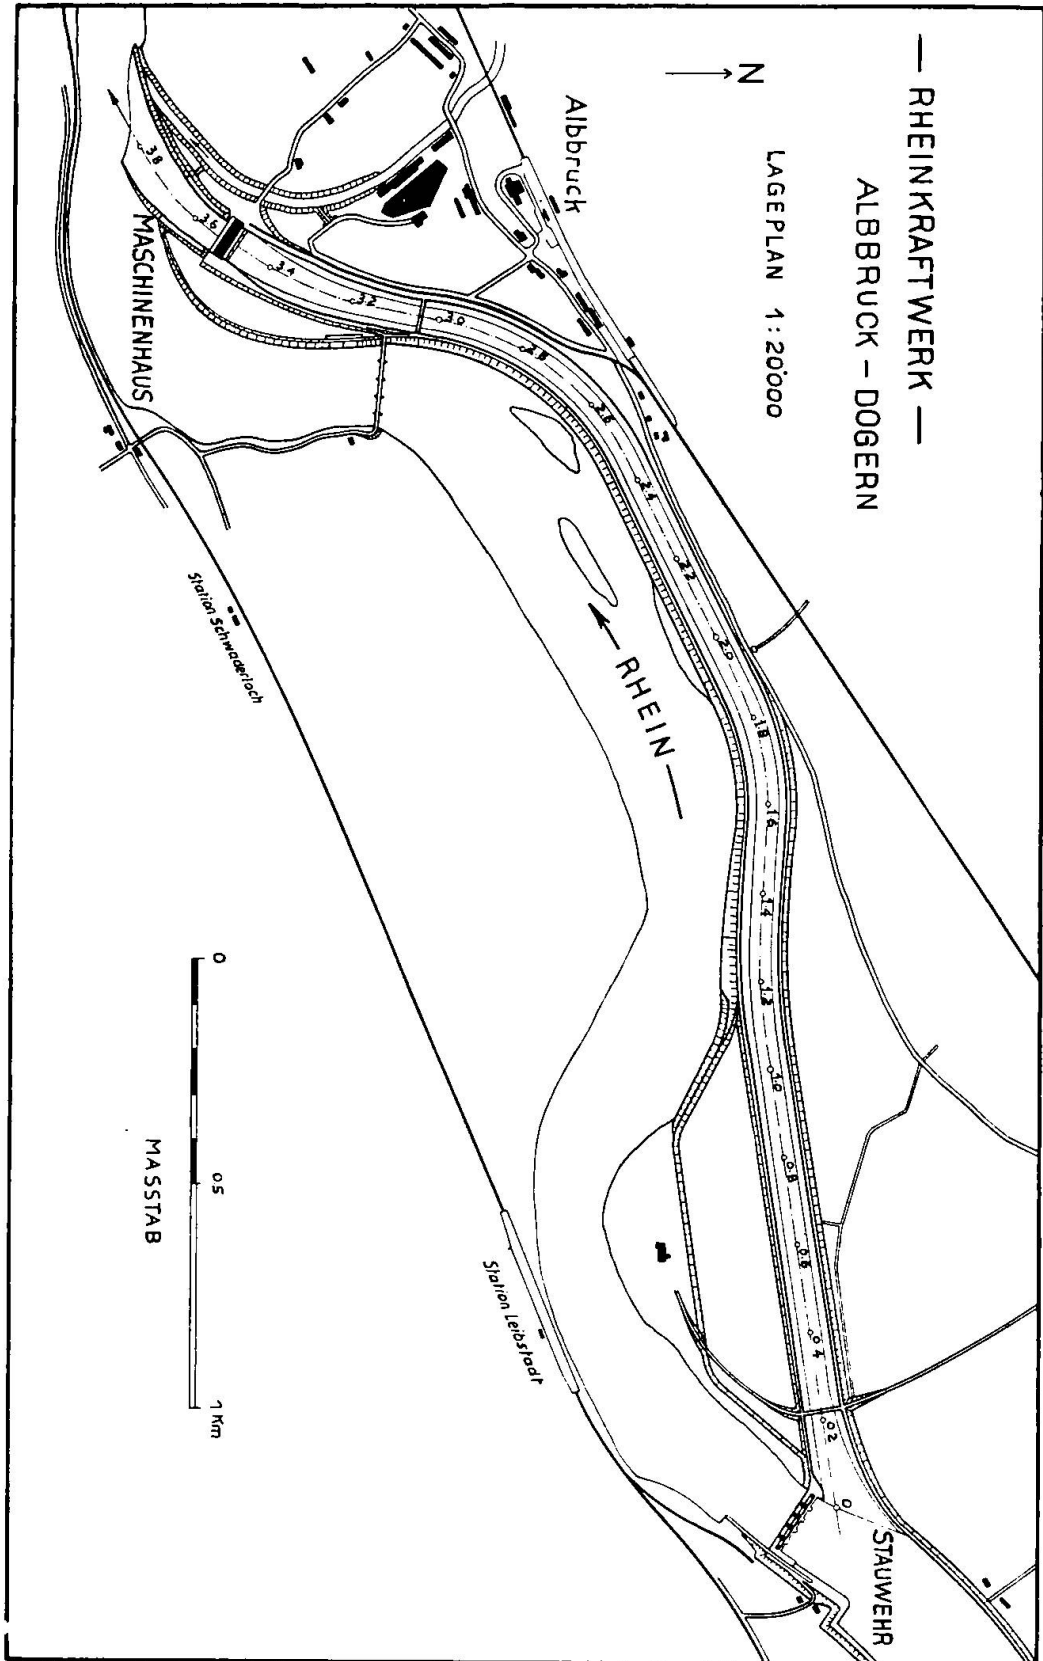 — RHEINKRAFTWERK —
ALBBRUCK - DOGERN
LAGEPLAN 1:20'000
N
Albbruck
MASCHINENHAUS
3.8
3.6
3.4
3.2
3.0
2.8
2.6
2.4
2.2
2.0
1.8
1.6
1.4
1.2
1.0
0.8
0.6
0.4
0.2
0
STAUWEHR
— RHEIN —
Station Schwaderloch
Station Leibstadt
0 0.5 1 Km
MASSTAB